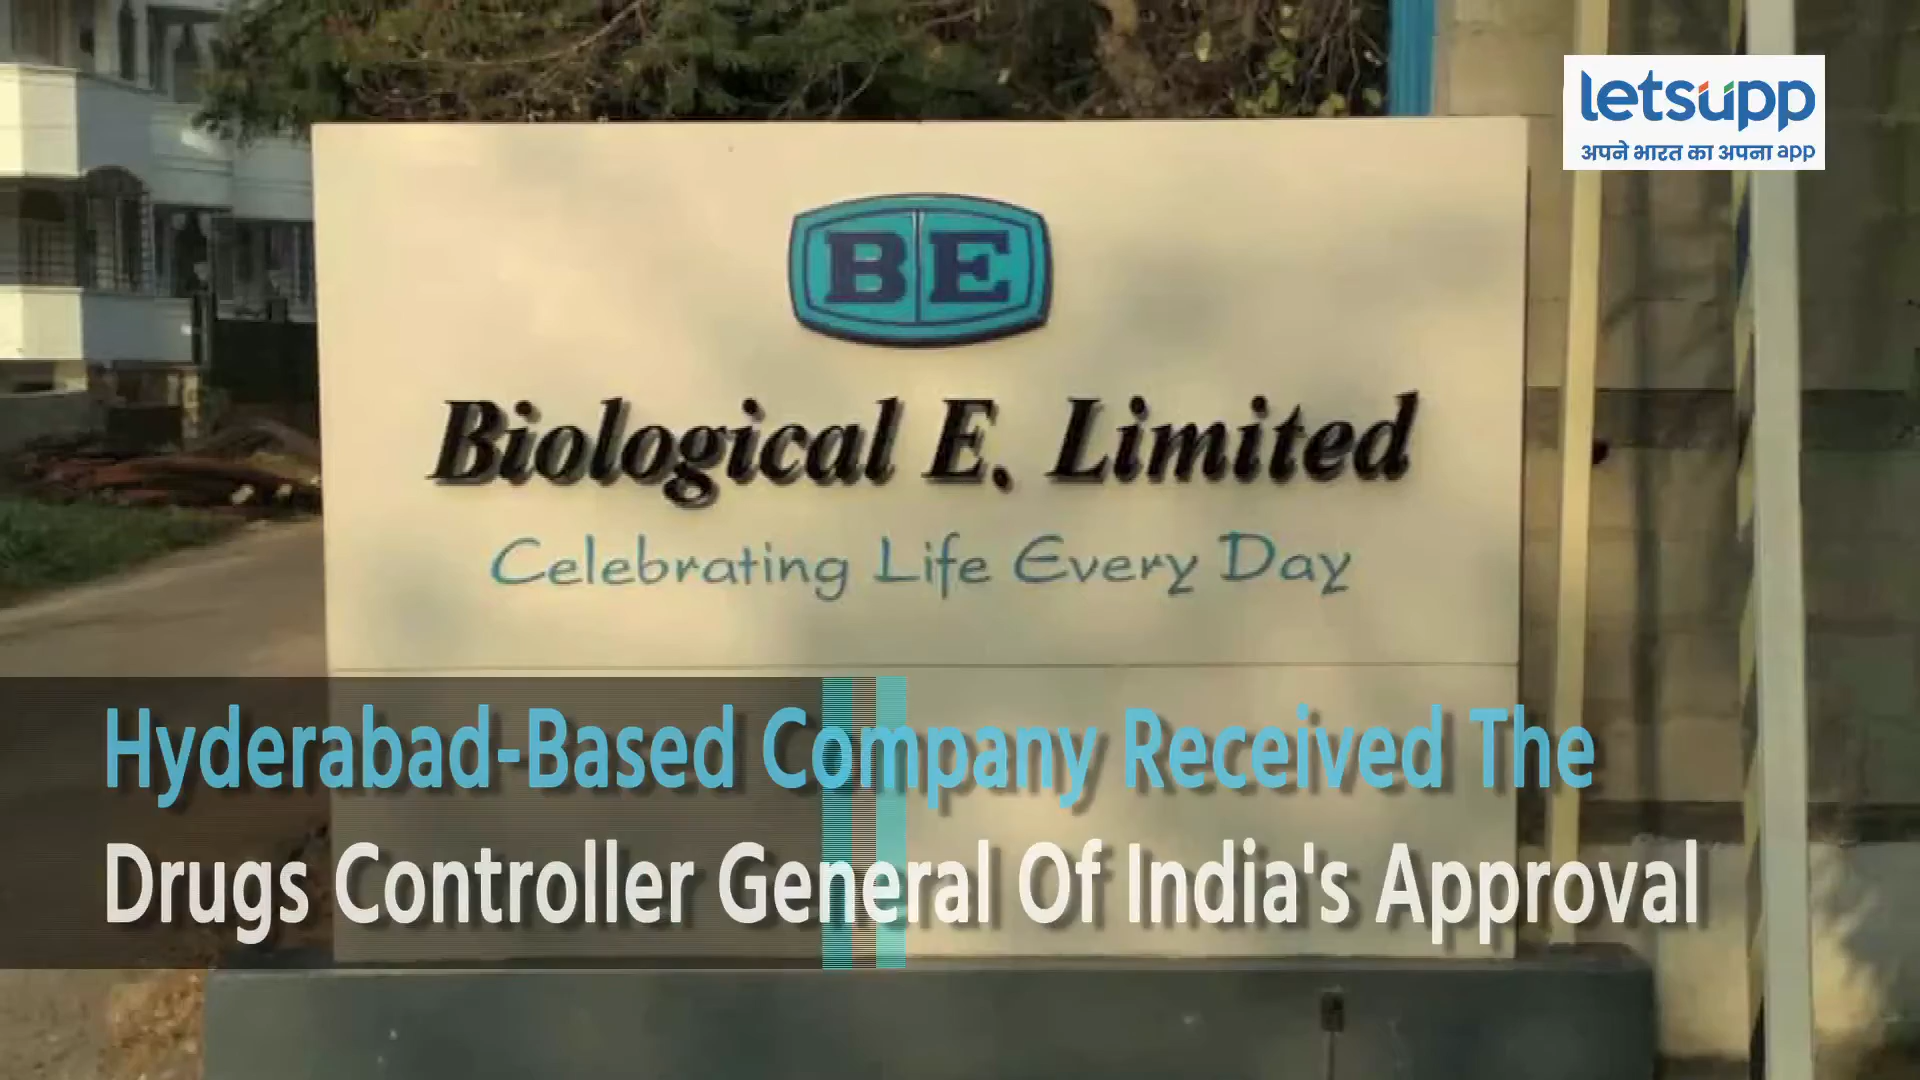 letsupp
अपने भारत का अपना app
BE
Biological E. Limited
Celebrating Life Every Day
Hyderabad-Based Company Received The
Drugs Controller General Of India's Approval